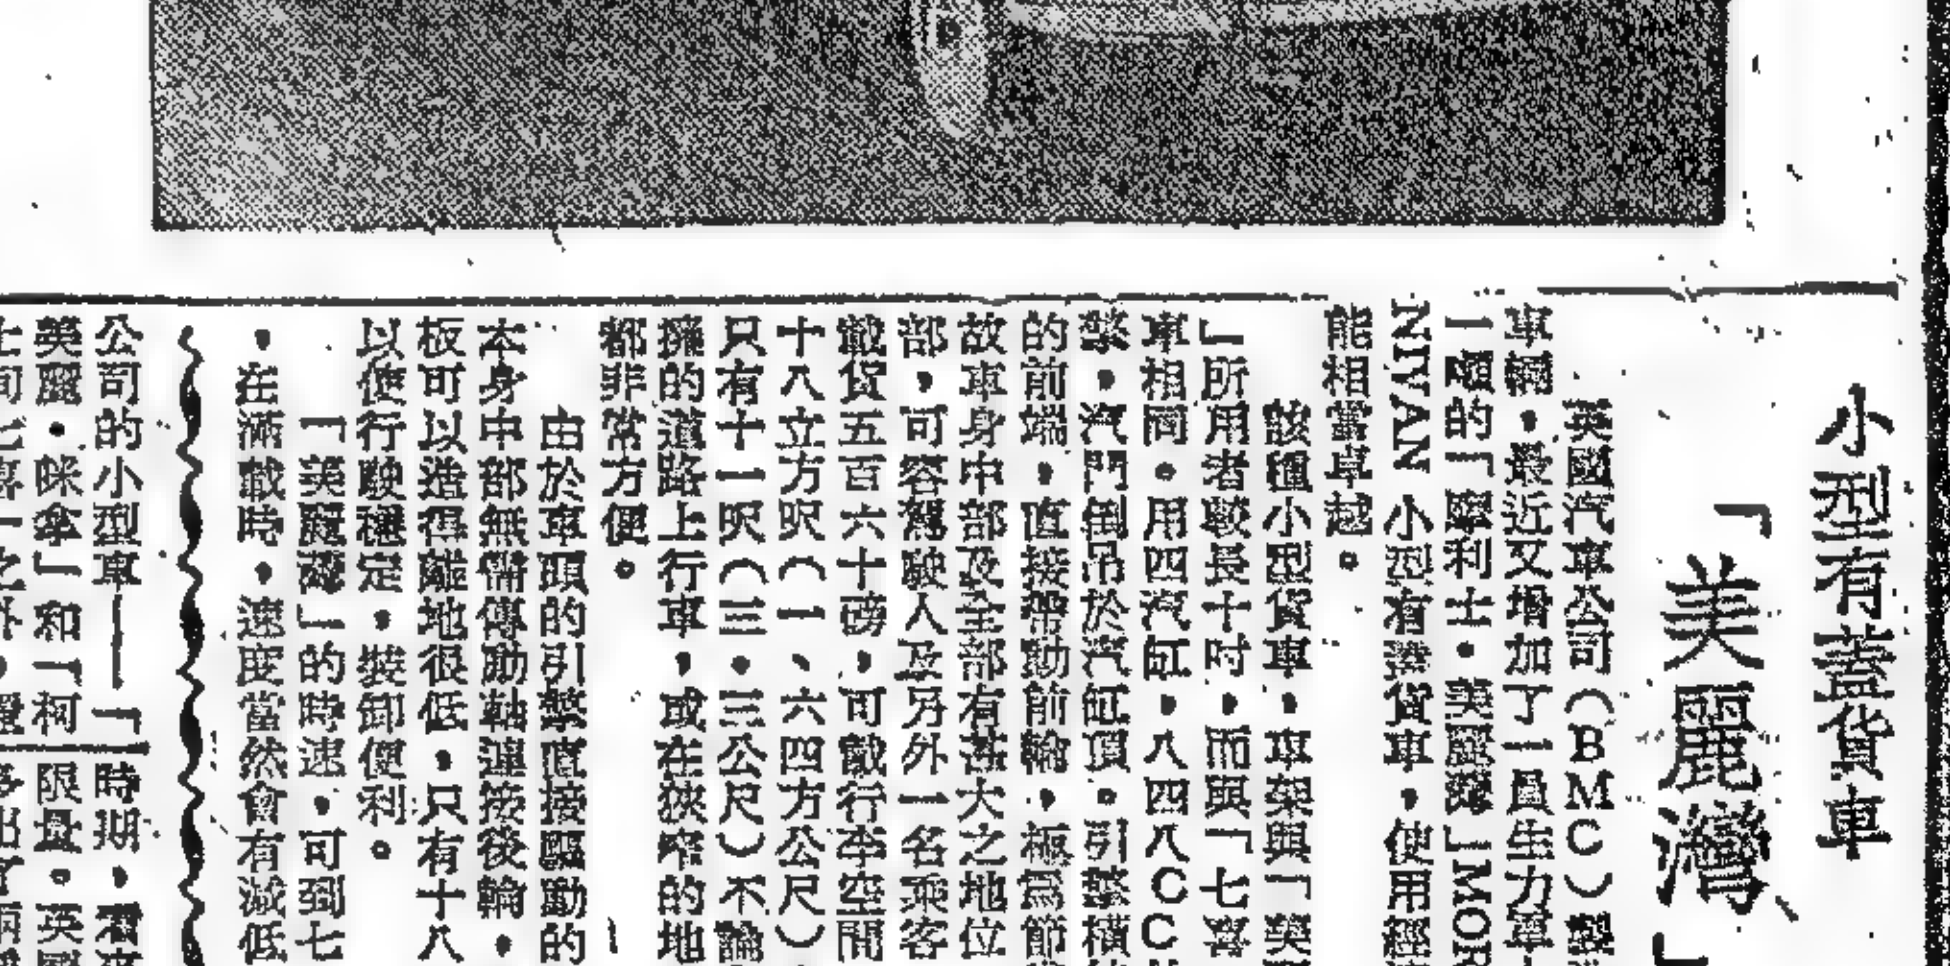 小型有蓋貨車
「美麗灣」
英國汽車公司（BMC）製
車輛，最近又增加了一員生力軍
一題的「魔利士·美麗灣」MOR
NIVAN 小型有蓋貨車，使用經濟
能相當卓越。
該種小型貨車，車架與「美
」所用者較長十吋，而與「七喜
車相同。用四汽缸，八四八CC
擎，汽門倒吊於汽缸頂。引擎橫
的前端，直接帶動前輪，極為節
故車身中部及全部有甚大之地位
部，可容駕駛人及另外一名乘客
載貨五百六十磅，可載行李空間
十八立方呎（一、六四方公尺）
只有十一呎（三·三公尺）不論
擁的道路上行車，或在狹窄的地
都非常方便。
由於車頭的引擎直接驅動的
本身中部無需傳動軸連接後輪，
板可以造得離地很低，只有十八
以使行駛穩定，裝卸便利。
「美麗灣」的時速，可到七
，在滿載時，速度當然會有減低
公司的小型車——「
美麗·咪拿」和「柯
時期，
限量。英